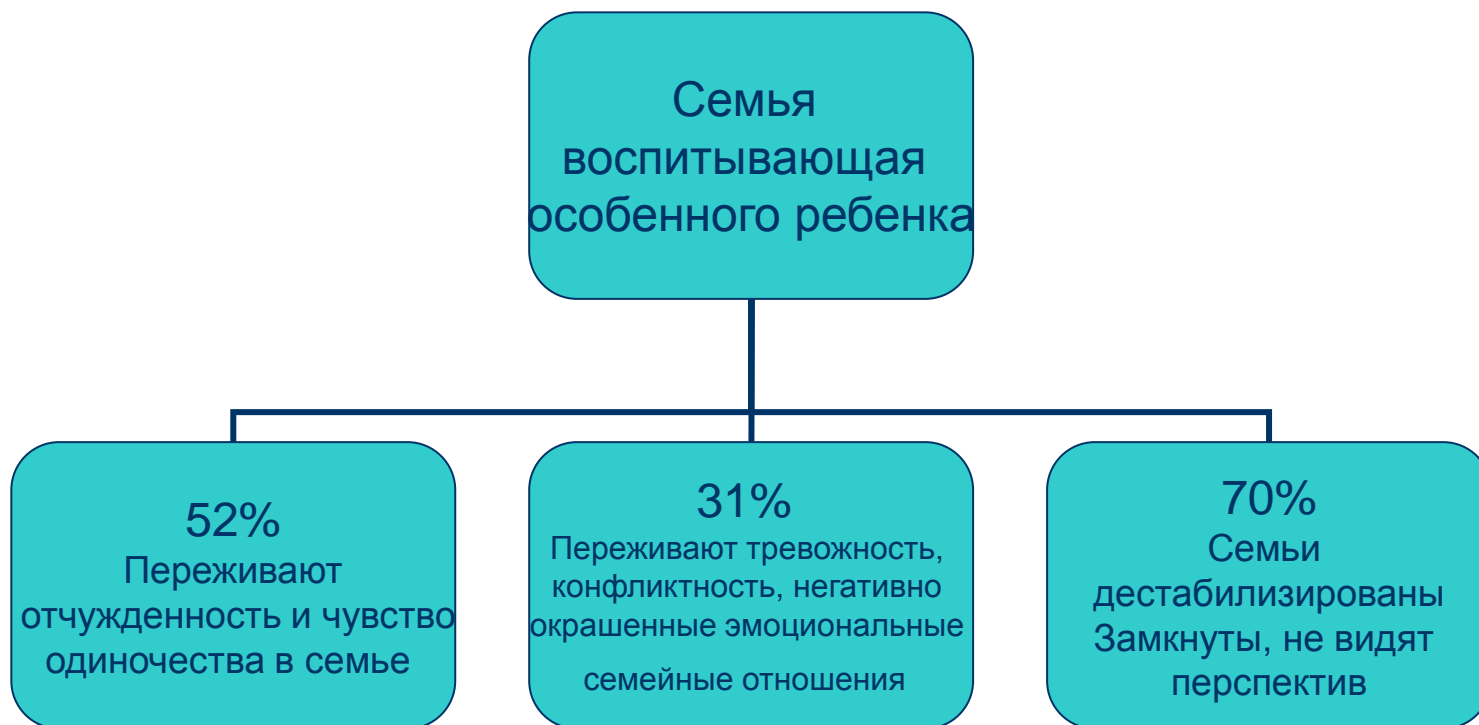 Семья
воспитывающая
особенного ребенка
52%
Переживают
отчужденность и чувство
одиночества в семье
31%
Переживают тревожность,
конфликтность, негативно
окрашенные эмоциональные
семейные отношения
70%
Семьи
дестабилизированы
Замкнуты, не видят
перспектив